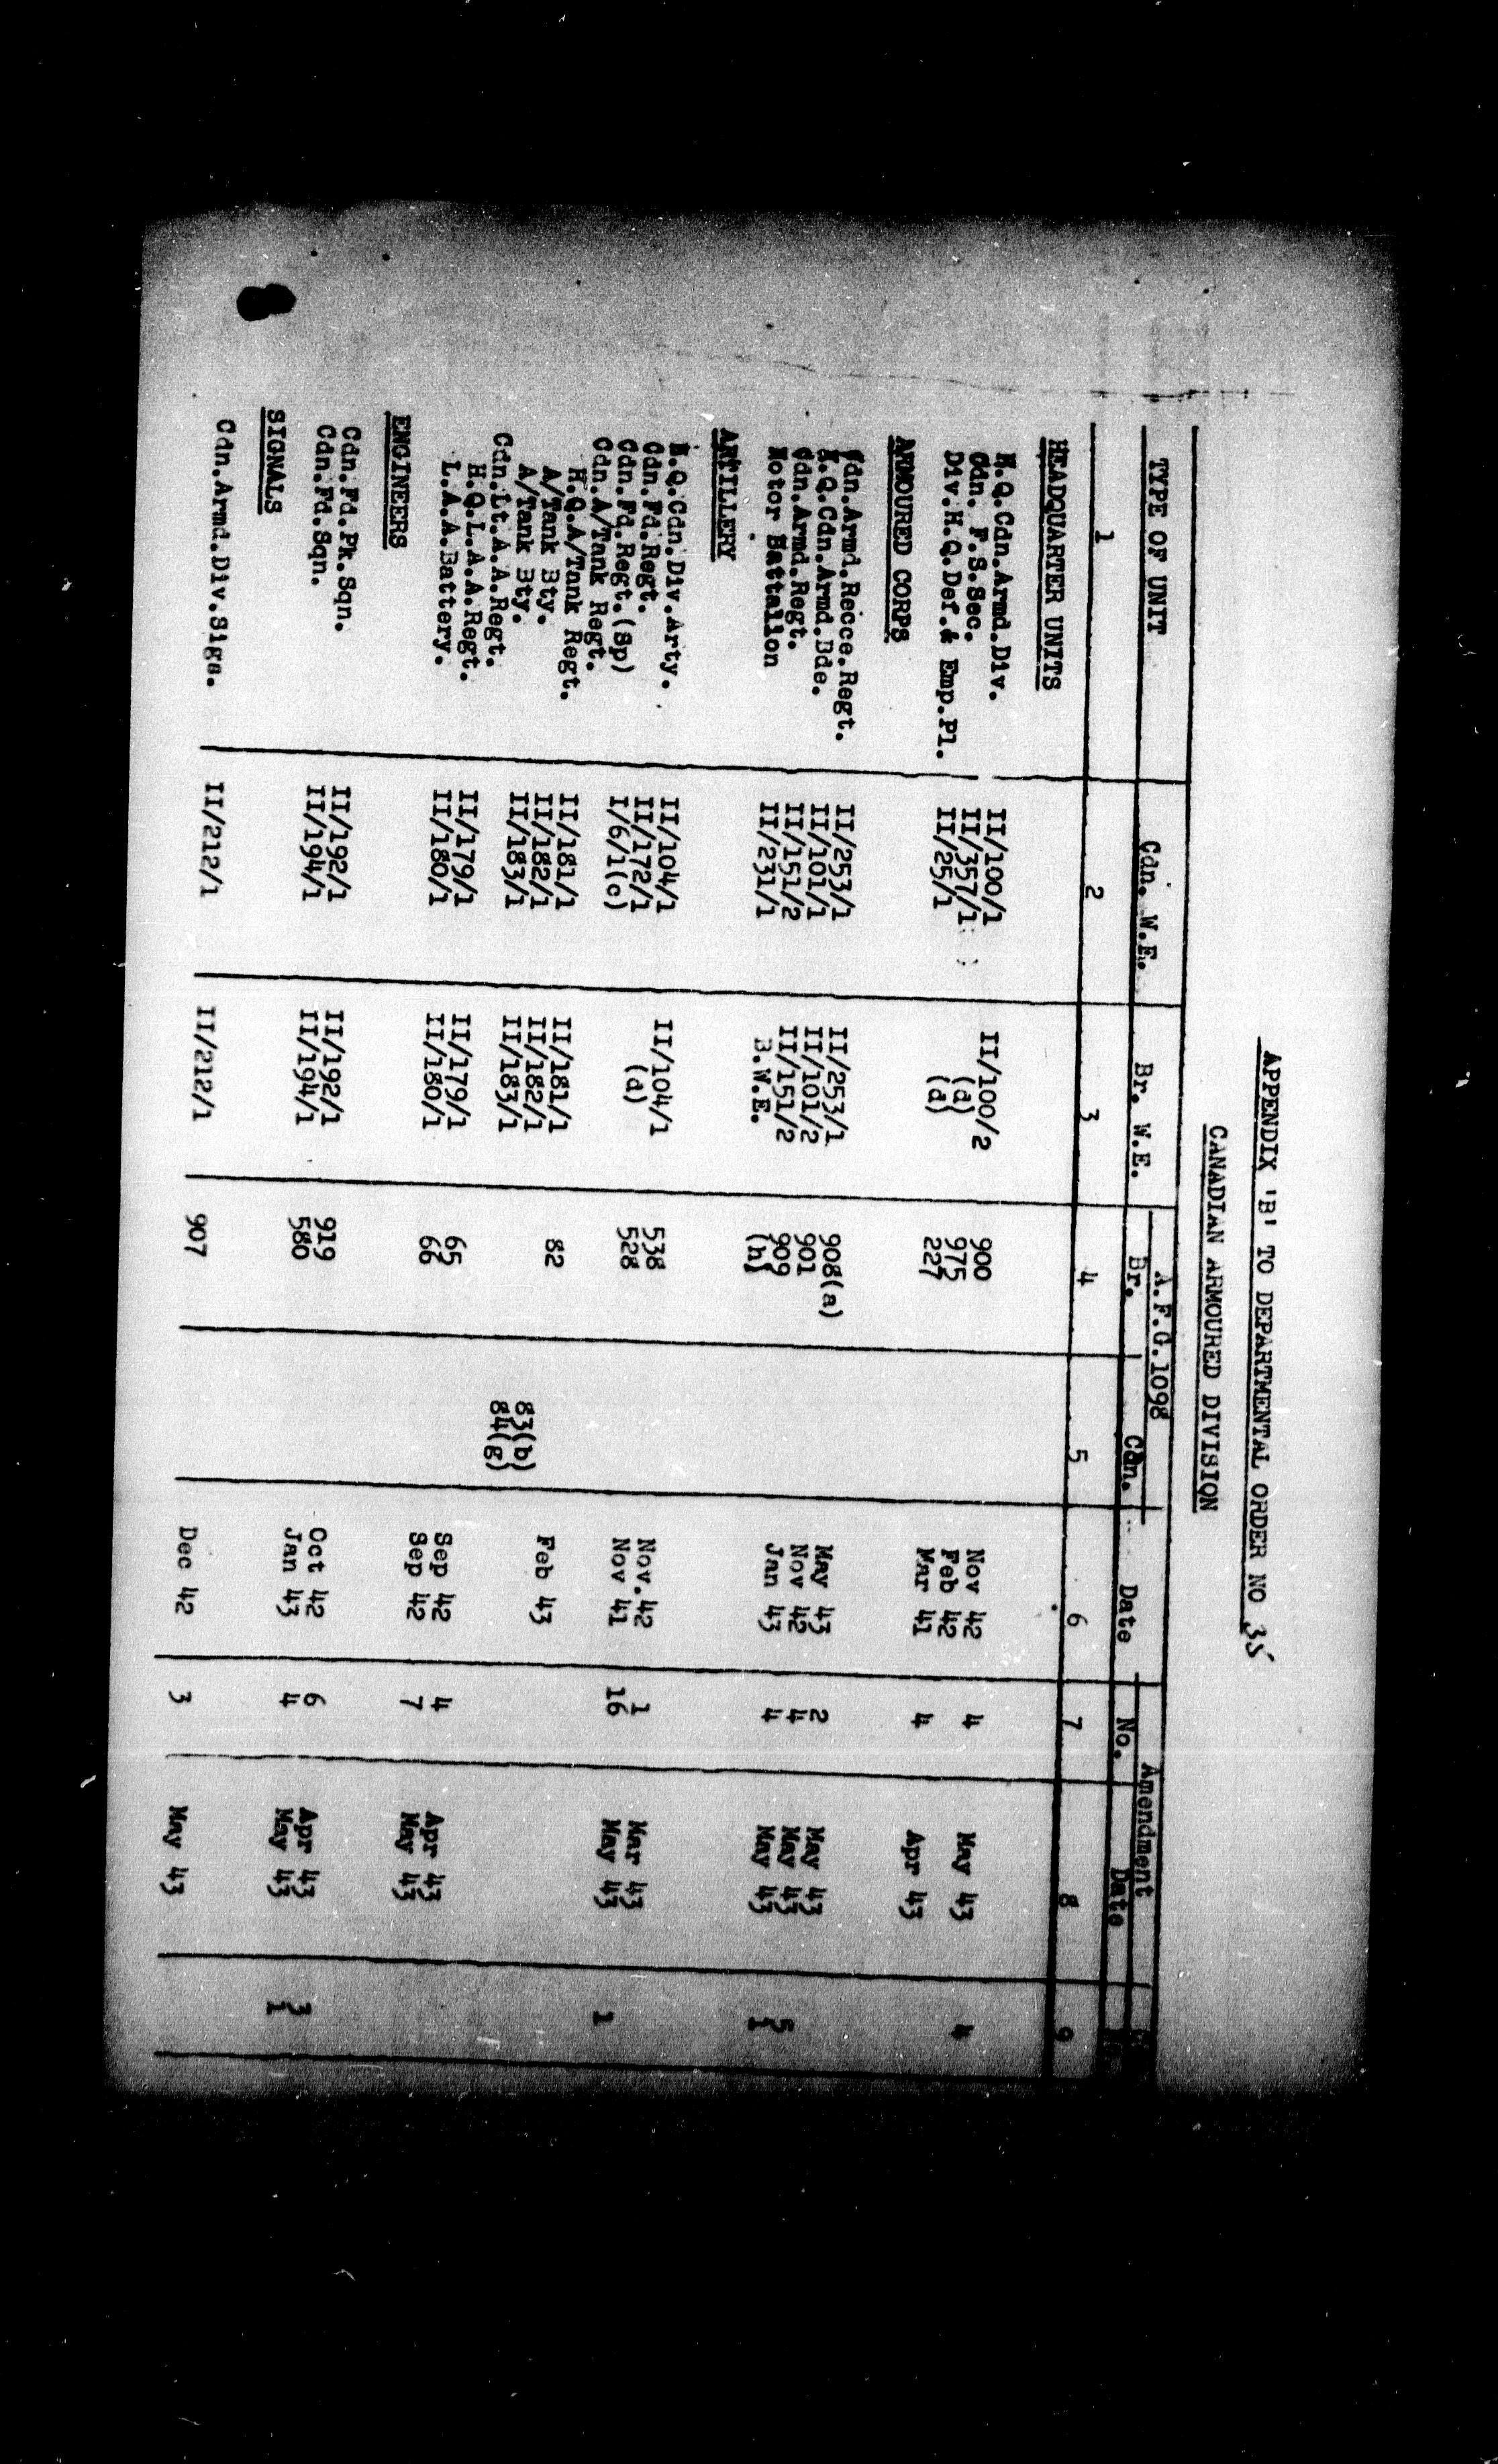 APPENDIX 'B' TO DEPARTMENTAL ORDER NO 35
CANADIAN ARMOURED DIVISION
A.F.G.1098 Amendment
TYPE OF UNIT Cdn. W.E. Br. W.E. Br. Cdn. Date No. Date
1 2 3 4 5 6 7 8 9
HEADQUARTER UNITS
H.Q.Cdn.Armd.Div. II/100/1 II/100/2 900 Nov 42 4 May 43 4
Cdn. F.S.Sec. II/357/1 (d) 975 Feb 42
Div.H.Q.Def.& Emp.Pl. II/25/1 (d) 227 Mar 41 4 Apr 43
ARMOURED CORPS
Cdn.Armd.Recce.Regt. II/253/1 II/253/1 908(a) May 43 2 May 43
H.Q.Cdn.Armd.Bde. II/101/1 II/101/2 901 Nov 42 4 May 43 5
Cdn.Armd.Regt. II/151/2 II/151/2 909 Jan 43 4 May 43 1
Motor Battalion II/231/1 B.W.E. (h)
ARTILLERY
H.Q.Cdn.Div.Arty. II/104/1 II/104/1 538 Nov.42 1 Mar 43
Cdn.Fd.Regt. II/172/1 (d) 528 Nov 41 16 May 43 1
Cdn.Fd.Regt.(Sp) I/6/1(c)
Cdn.A/Tank Regt.
H.Q.A/Tank Regt. II/181/1 II/181/1 82 Feb 43
A/Tank Bty. II/182/1 II/182/1 83(b)
A/Tank Bty. II/183/1 II/183/1 84(g)
Cdn.Lt.A.A.Regt.
H.Q.L.A.A.Regt. II/179/1 II/179/1 65 Sep 42 4 Apr 43
L.A.A.Battery. II/180/1 II/180/1 66 Sep 42 7 May 43
ENGINEERS
Cdn.Fd.Pk.Sqn. II/192/1 II/192/1 919 Oct 42 6 Apr 43 3
Cdn.Fd.Sqn. II/194/1 II/194/1 580 Jan 43 4 May 43 1
SIGNALS
Cdn.Armd.Div.Sigs. II/212/1 II/212/1 907 Dec 42 3 May 43